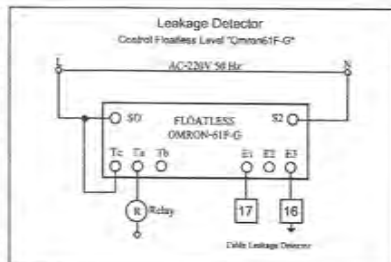 Leakage Detector
Control Floatless Level "Omron61F-G"
L AC-220V 50 Hz N
SO FLOATLESS S2
OMRON-61F-G
Tc Ta Tb E1 E2 E3
R Relay 17 16
Cable Leakage Detector